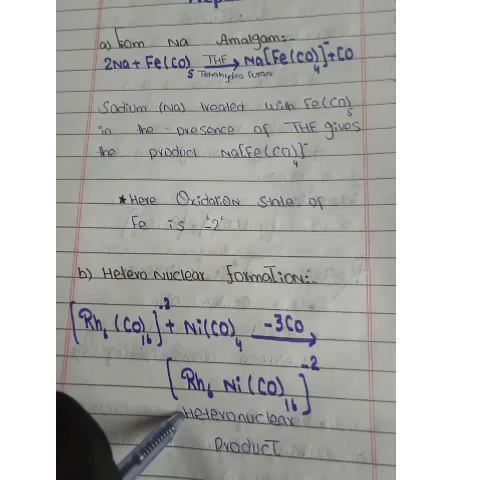 a) from Na Amalgam:-
2Na + Fe(CO)5 THF→ Na[Fe(CO)4]⁻ + CO
Tetrahydro furane
Sodium (Na) treated with Fe(CO)5
in the presence of THF gives
the product Na[Fe(CO)4]⁻.
* Here Oxidation State of
Fe is "-2"
b) Hetero Nuclear formation:-
[Rh6(CO)16]⁻² + Ni(CO)4 -3CO→
[Rh6 Ni(CO)16]⁻²
Heteronuclear
Product